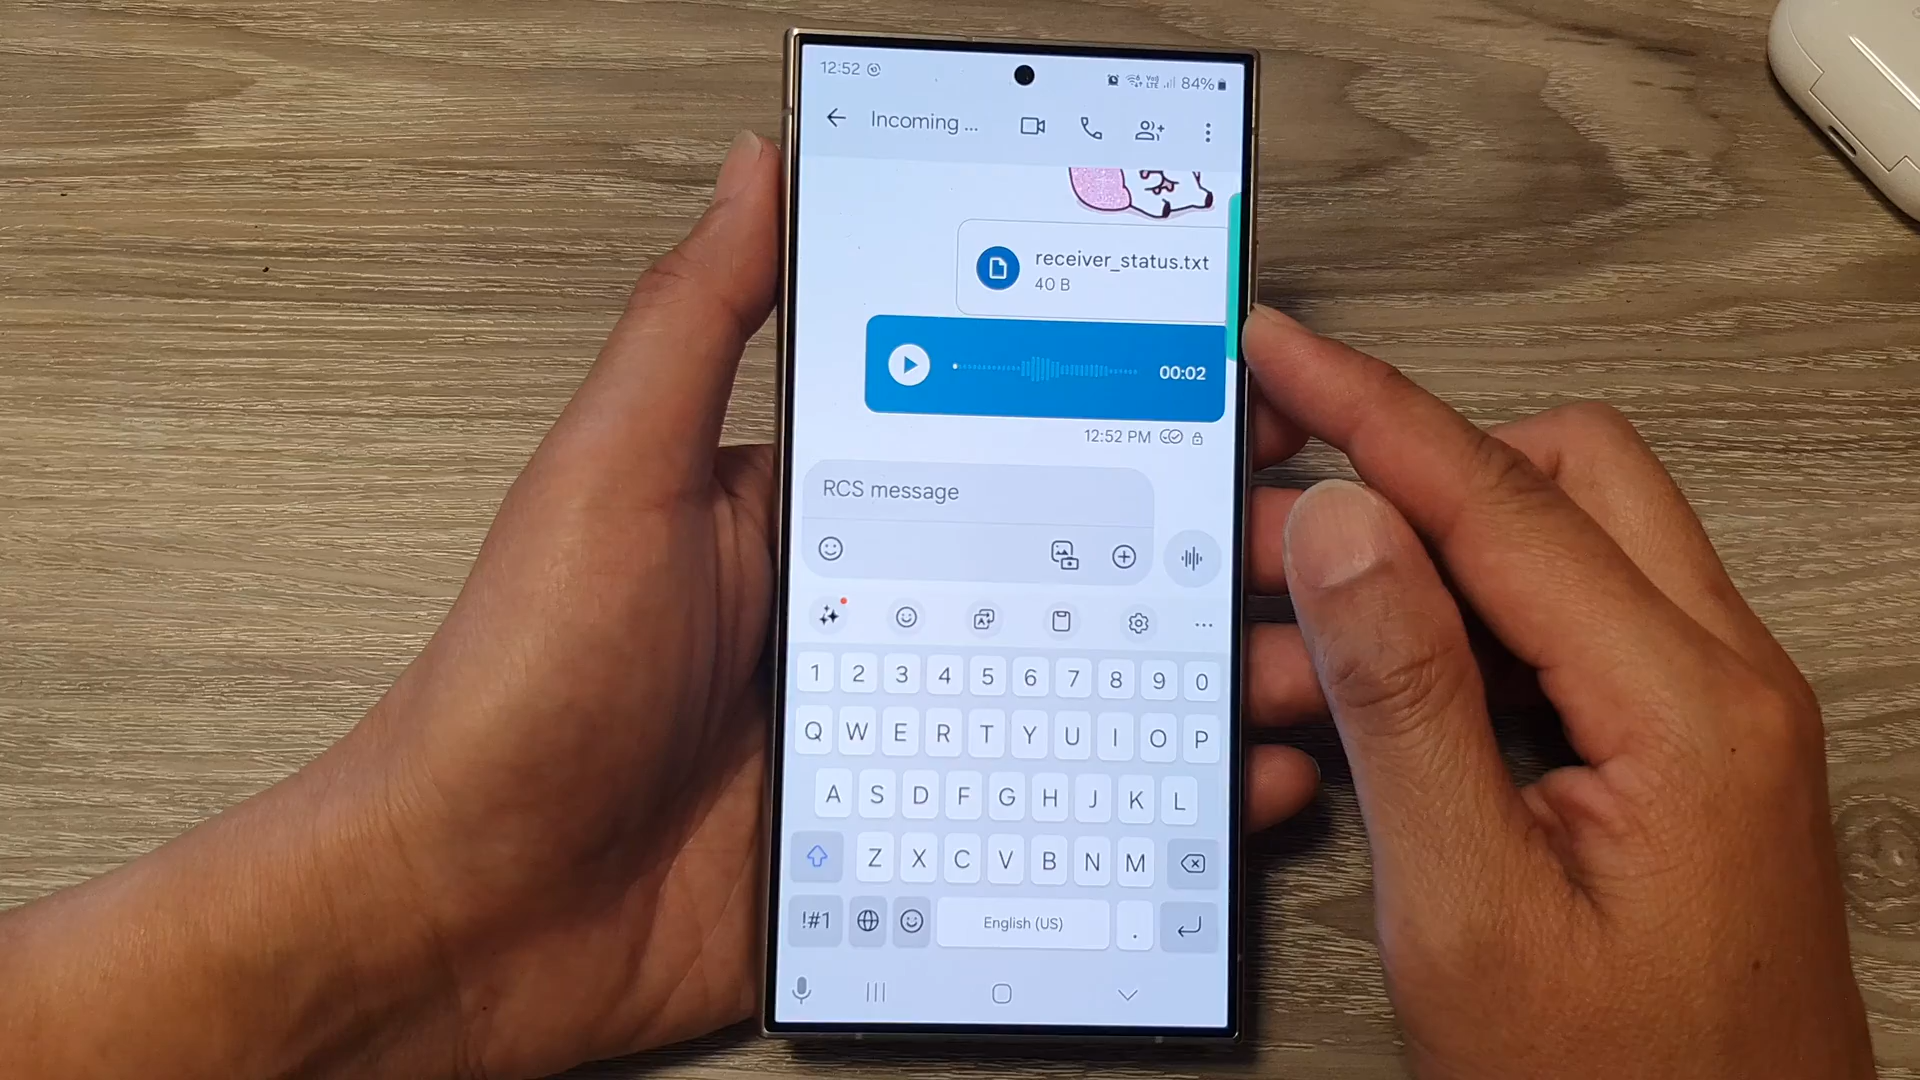 12:52
84%
Incoming ...
receiver_status.txt
40 B
00:02
12:52 PM
RCS message
1 2 3 4 5 6 7 8 9 0
Q W E R T Y U I O P
A S D F G H J K L
Z X C V B N M
!#1 English (US) .